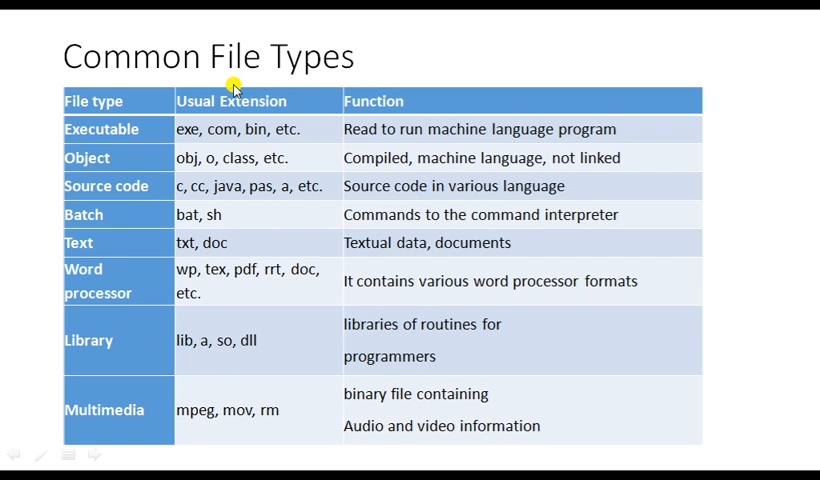 Common File Types
File type Usual Extension Function
Executable exe, com, bin, etc. Read to run machine language program
Object obj, o, class, etc. Compiled, machine language, not linked
Source code c, cc, java, pas, a, etc. Source code in various language
Batch bat, sh Commands to the command interpreter
Text txt, doc Textual data, documents
Word processor wp, tex, pdf, rrt, doc, etc. It contains various word processor formats
Library lib, a, so, dll libraries of routines for
programmers
Multimedia mpeg, mov, rm binary file containing
Audio and video information